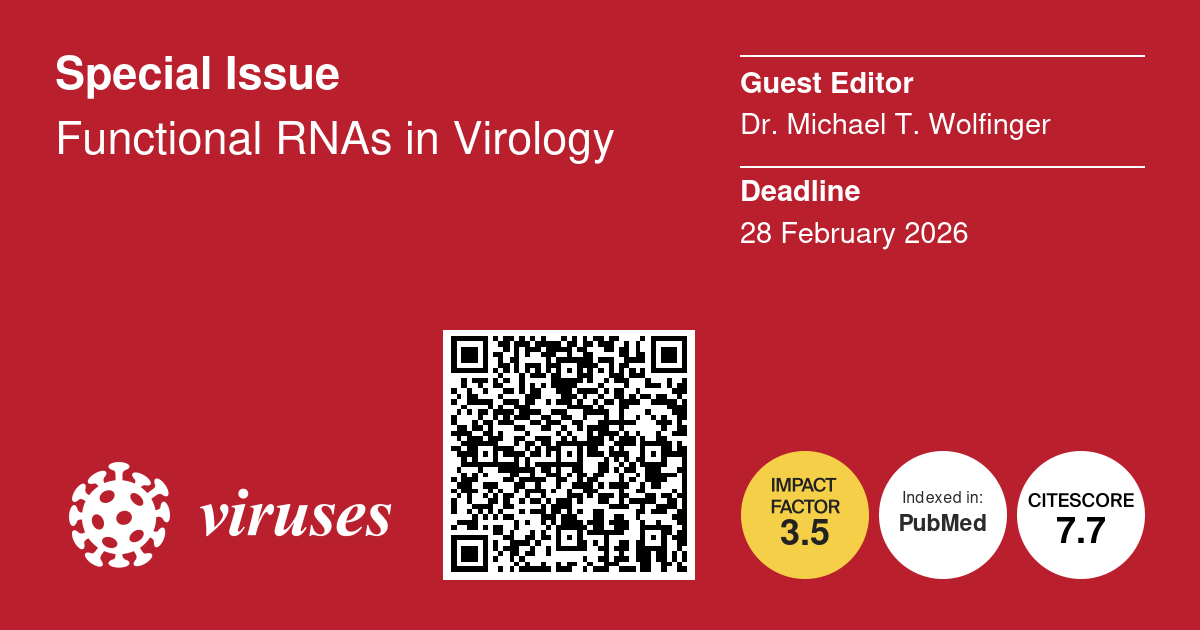 Special Issue
Functional RNAs in Virology
Guest Editor
Dr. Michael T. Wolfinger
Deadline
28 February 2026
viruses
IMPACT
FACTOR
3.5
Indexed in:
PubMed
CITESCORE
7.7